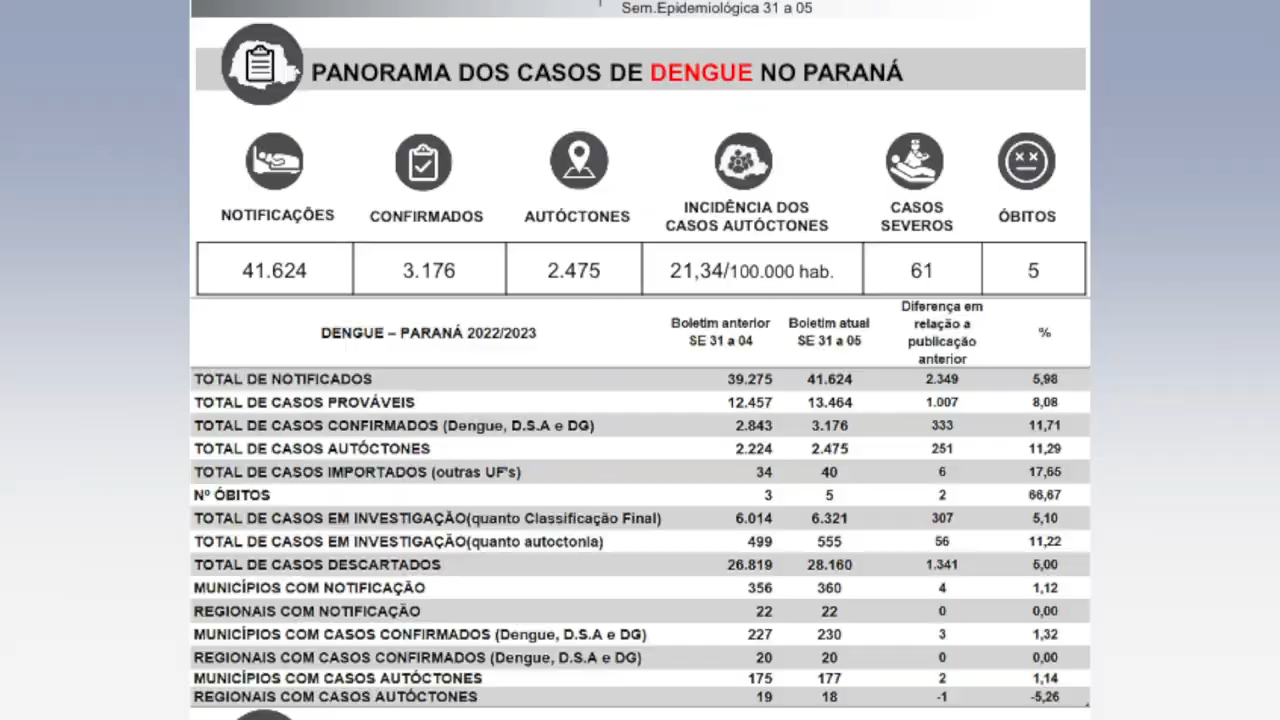 Sem.Epidemiológica 31 a 05
PANORAMA DOS CASOS DE DENGUE NO PARANÁ
NOTIFICAÇÕES CONFIRMADOS AUTÓCTONES INCIDÊNCIA DOS CASOS AUTÓCTONES CASOS SEVEROS ÓBITOS
41.624 3.176 2.475 21,34/100.000 hab. 61 5
DENGUE – PARANÁ 2022/2023 Boletim anterior SE 31 a 04 Boletim atual SE 31 a 05 Diferença em relação a publicação anterior %
TOTAL DE NOTIFICADOS 39.275 41.624 2.349 5,98
TOTAL DE CASOS PROVÁVEIS 12.457 13.464 1.007 8,08
TOTAL DE CASOS CONFIRMADOS (Dengue, D.S.A e DG) 2.843 3.176 333 11,71
TOTAL DE CASOS AUTÓCTONES 2.224 2.475 251 11,29
TOTAL DE CASOS IMPORTADOS (outras UF's) 34 40 6 17,65
Nº ÓBITOS 3 5 2 66,67
TOTAL DE CASOS EM INVESTIGAÇÃO(quanto Classificação Final) 6.014 6.321 307 5,10
TOTAL DE CASOS EM INVESTIGAÇÃO(quanto autoctonia) 499 555 56 11,22
TOTAL DE CASOS DESCARTADOS 26.819 28.160 1.341 5,00
MUNICÍPIOS COM NOTIFICAÇÃO 356 360 4 1,12
REGIONAIS COM NOTIFICAÇÃO 22 22 0 0,00
MUNICÍPIOS COM CASOS CONFIRMADOS (Dengue, D.S.A e DG) 227 230 3 1,32
REGIONAIS COM CASOS CONFIRMADOS (Dengue, D.S.A e DG) 20 20 0 0,00
MUNICÍPIOS COM CASOS AUTÓCTONES 175 177 2 1,14
REGIONAIS COM CASOS AUTÓCTONES 19 18 -1 -5,26